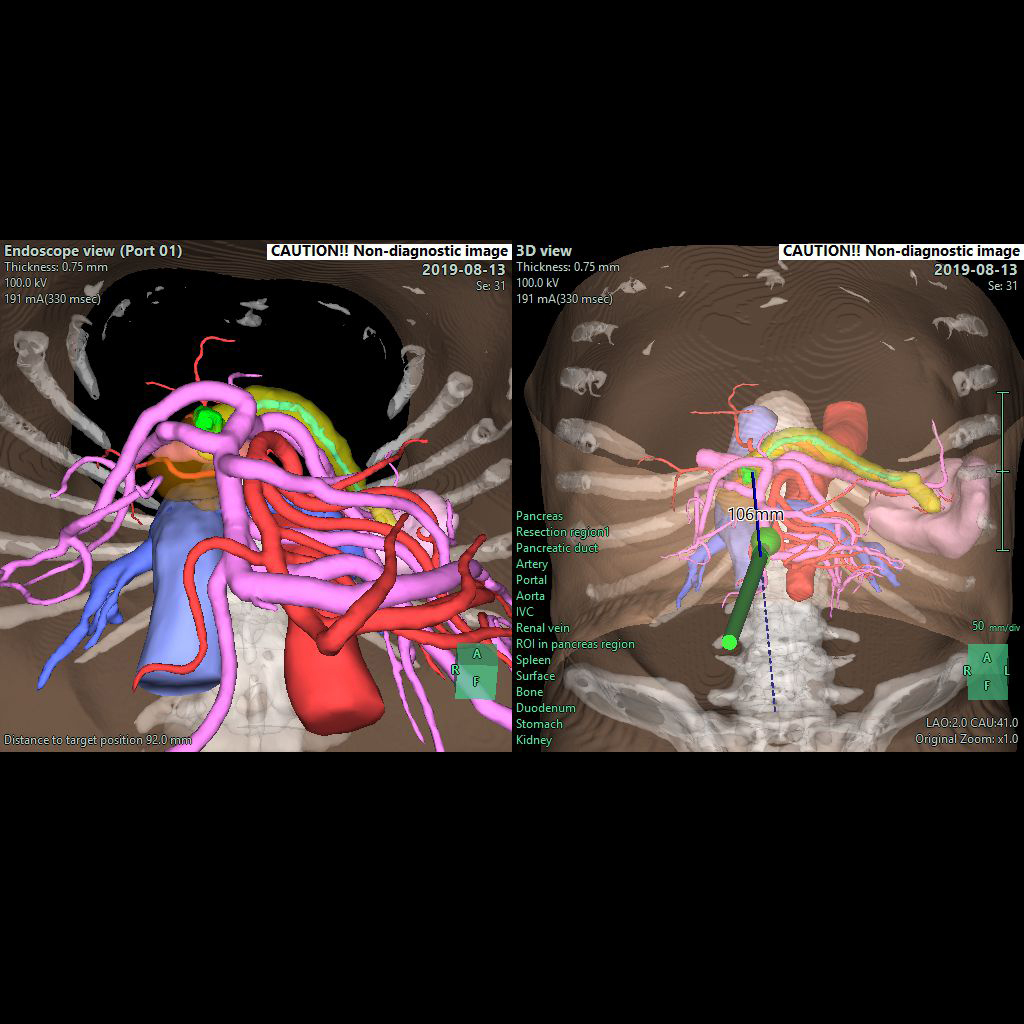 Endoscope view (Port 01)
CAUTION!! Non-diagnostic image
Thickness: 0.75 mm
2019-08-13
100.0 kV
Se: 31
191 mA(330 msec)
A
R
F
Distance to target position 92.0 mm
3D view
CAUTION!! Non-diagnostic image
Thickness: 0.75 mm
2019-08-13
100.0 kV
Se: 31
191 mA(330 msec)
106mm
Pancreas
Resection region1
Pancreatic duct
Artery
Portal
Aorta
IVC
Renal vein
ROI in pancreas region
Spleen
Surface
Bone
Duodenum
Stomach
Kidney
50 mm/div
A
R L
F
LAO:2.0 CAU:41.0
Original Zoom: x1.0